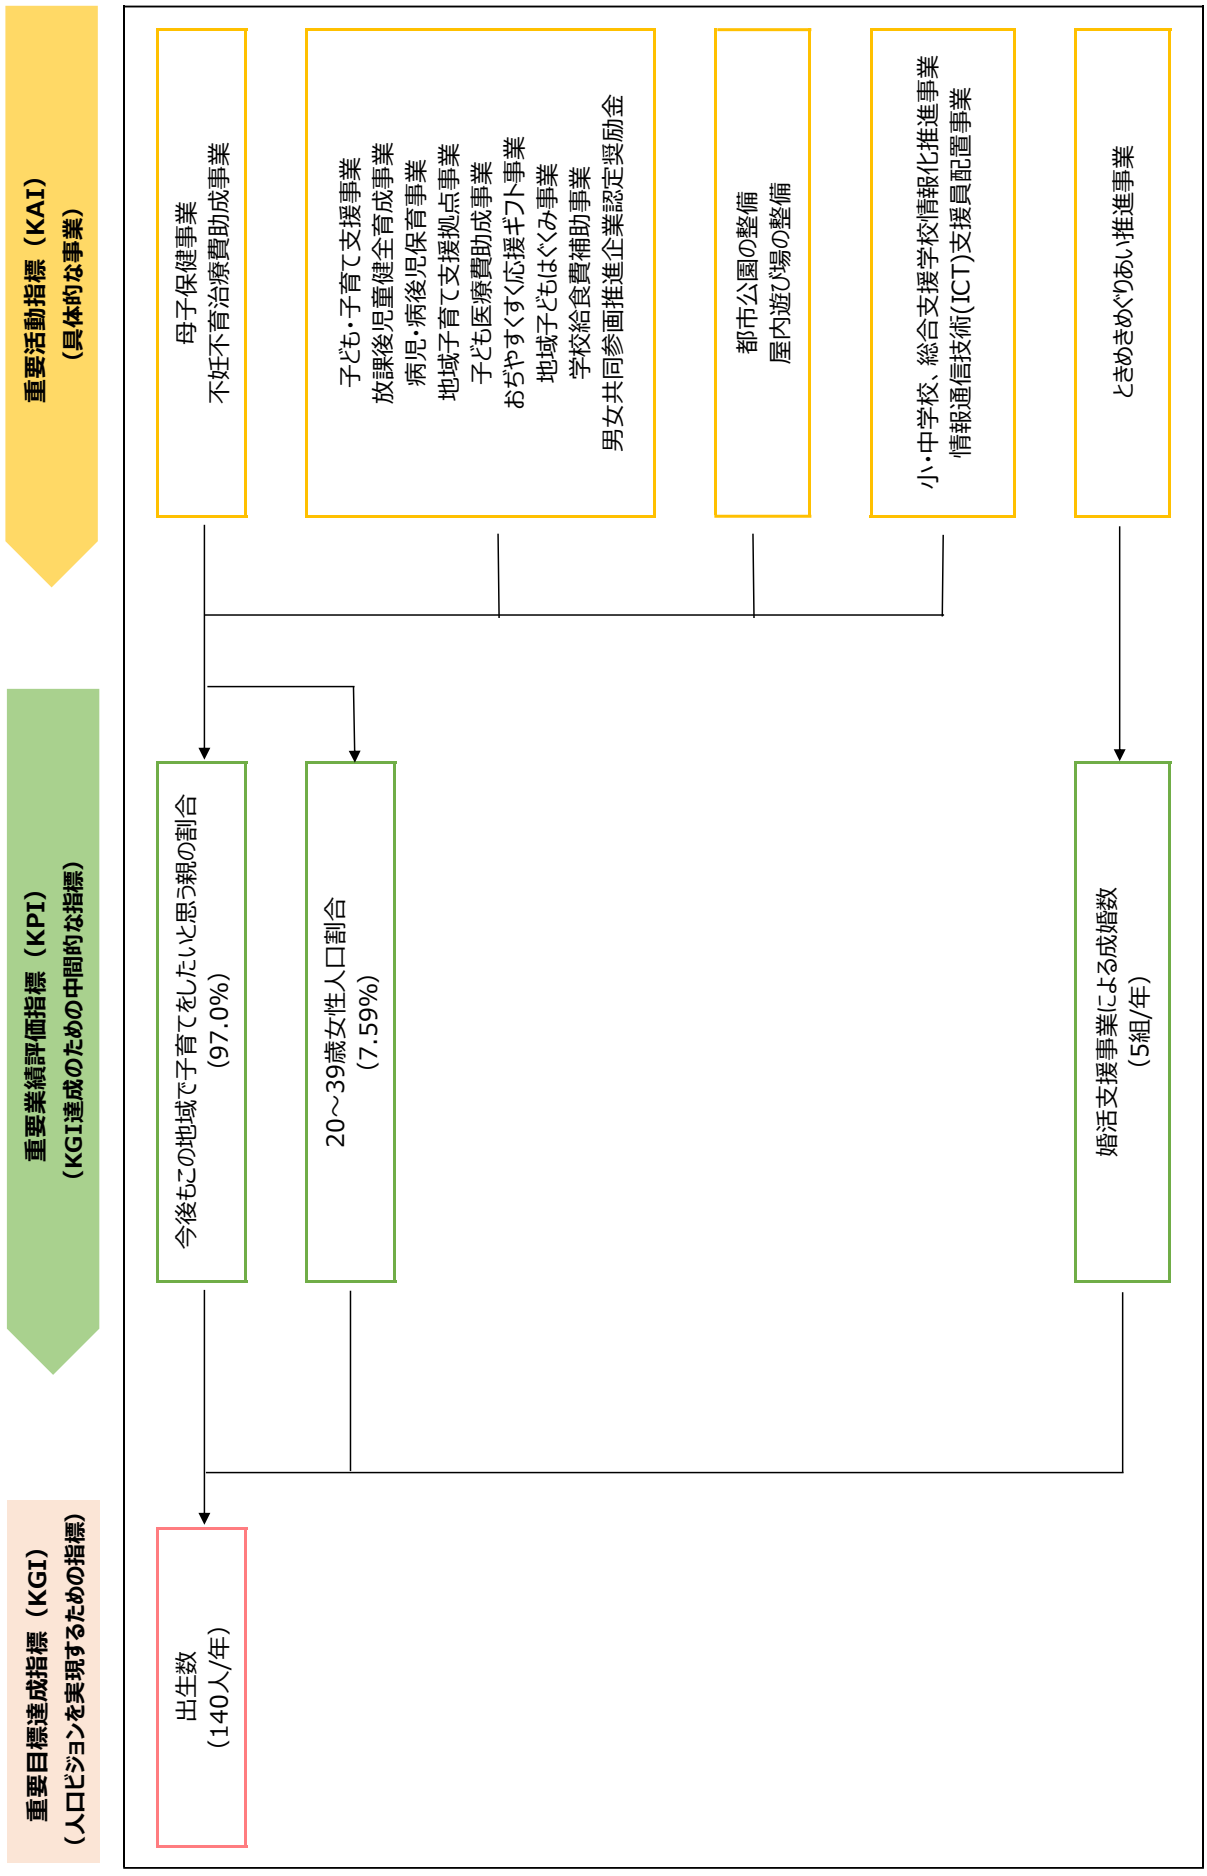 重要目標達成指標（KGI）
（人口ビジョンを実現するための指標）
重要業績評価指標（KPI）
（KGI達成のための中間的な指標）
重要活動指標（KAI）
（具体的な事業）
出生数
（140人/年）
今後もこの地域で子育てをしたいと思う親の割合
（97.0%）
20～39歳女性人口割合
（7.59%）
婚活支援事業による成婚数
（5組/年）
母子保健事業
不妊不育治療費助成事業
子ども・子育て支援事業
放課後児童健全育成事業
病児・病後児保育事業
地域子育て支援拠点事業
子ども医療費助成事業
おぢやすくすく応援ギフト事業
地域子どもはぐくみ事業
学校給食費補助事業
男女共同参画推進企業認定奨励金
都市公園の整備
屋内遊び場の整備
小・中学校、総合支援学校情報化推進事業
情報通信技術(ICT)支援員配置事業
ときめきめぐりあい推進事業